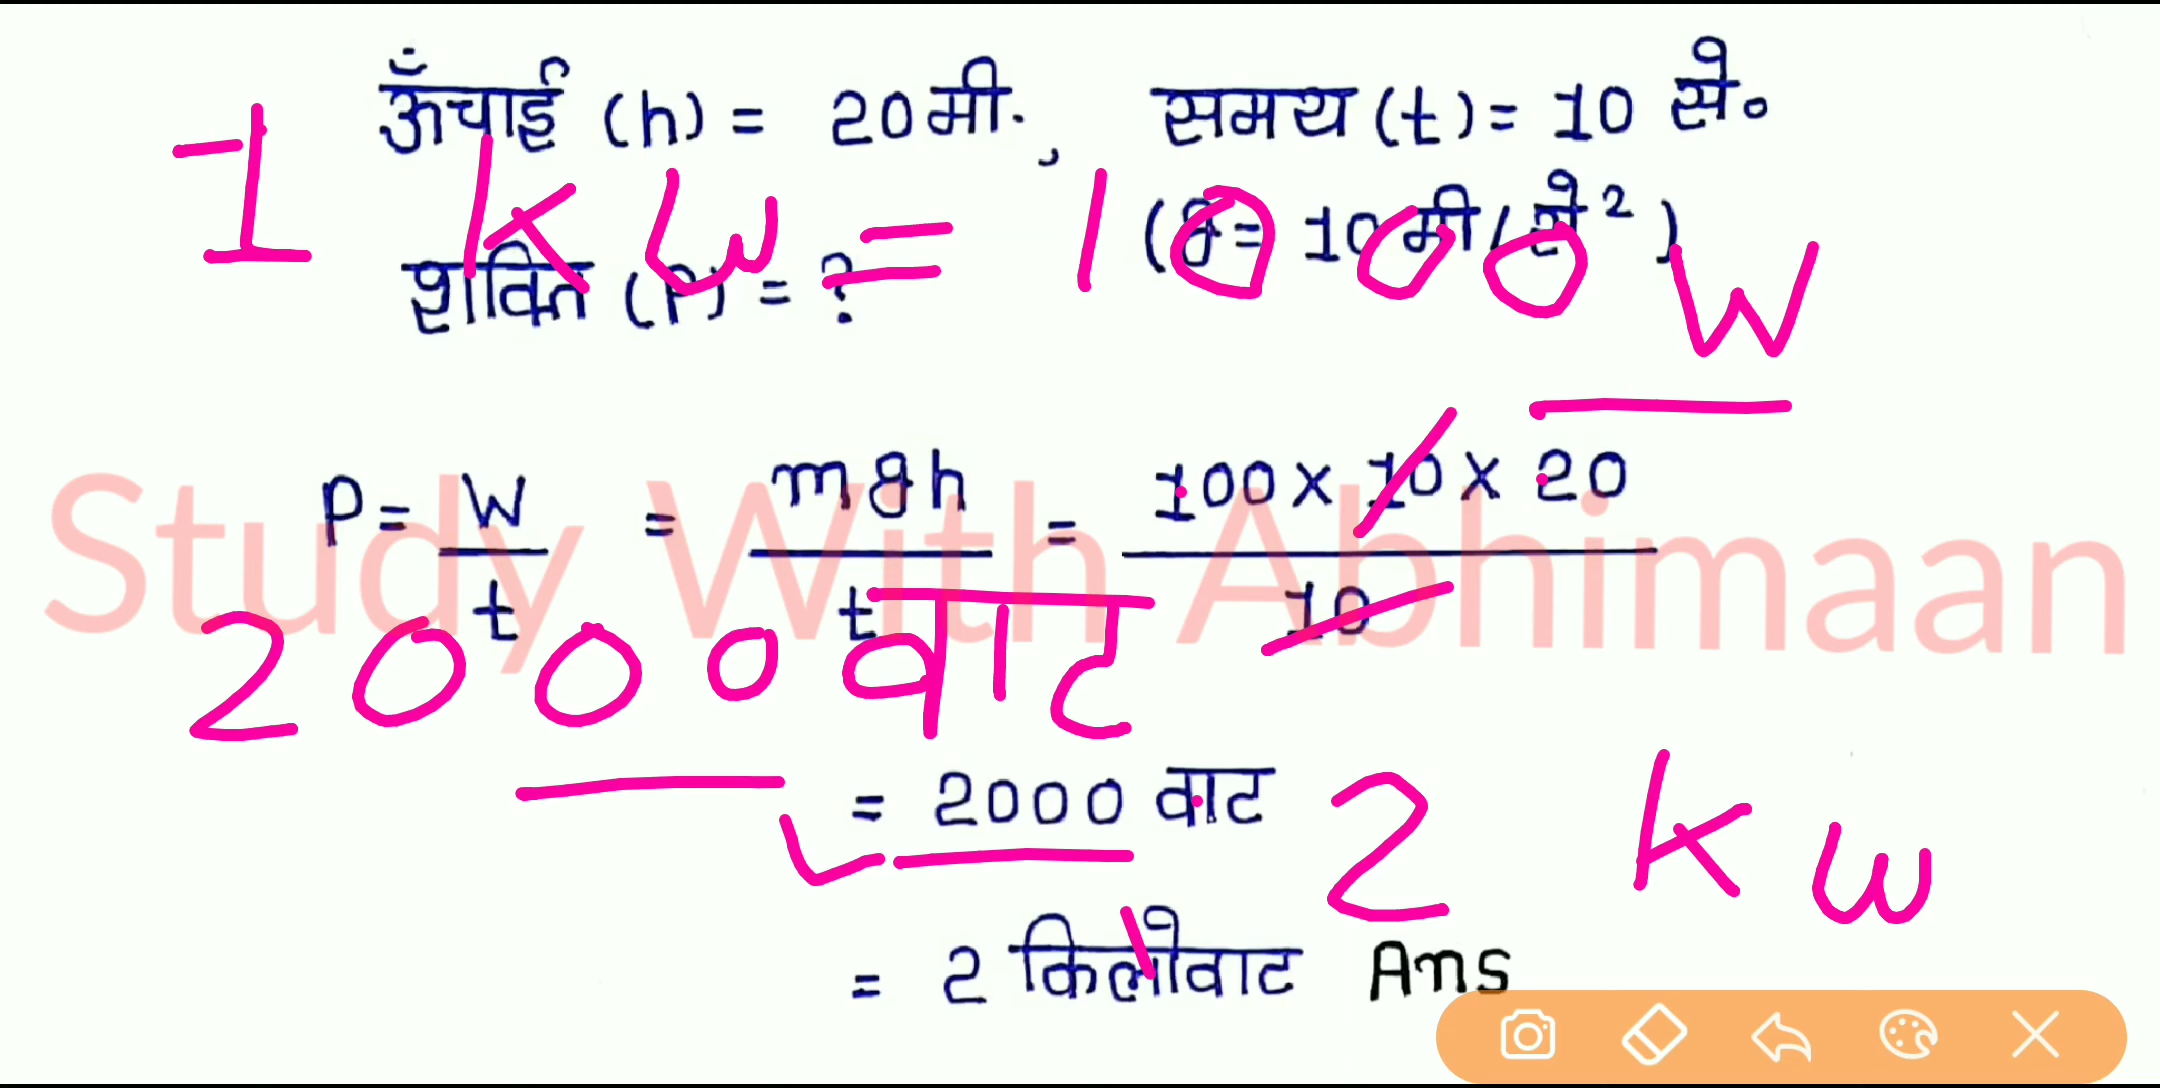 ऊँचाई (h) = 20 मी., समय (t) = 10 से०
1 KW = 1000 W
(g = 10 मी/से²)
शक्ति (P) = ?
P = W/t = mgh/t = 100 x 10 x 20/10
Study With Abhimaan
2000 वाट
= 2000 वाट
2 KW
= 2 किलोवाट Ans